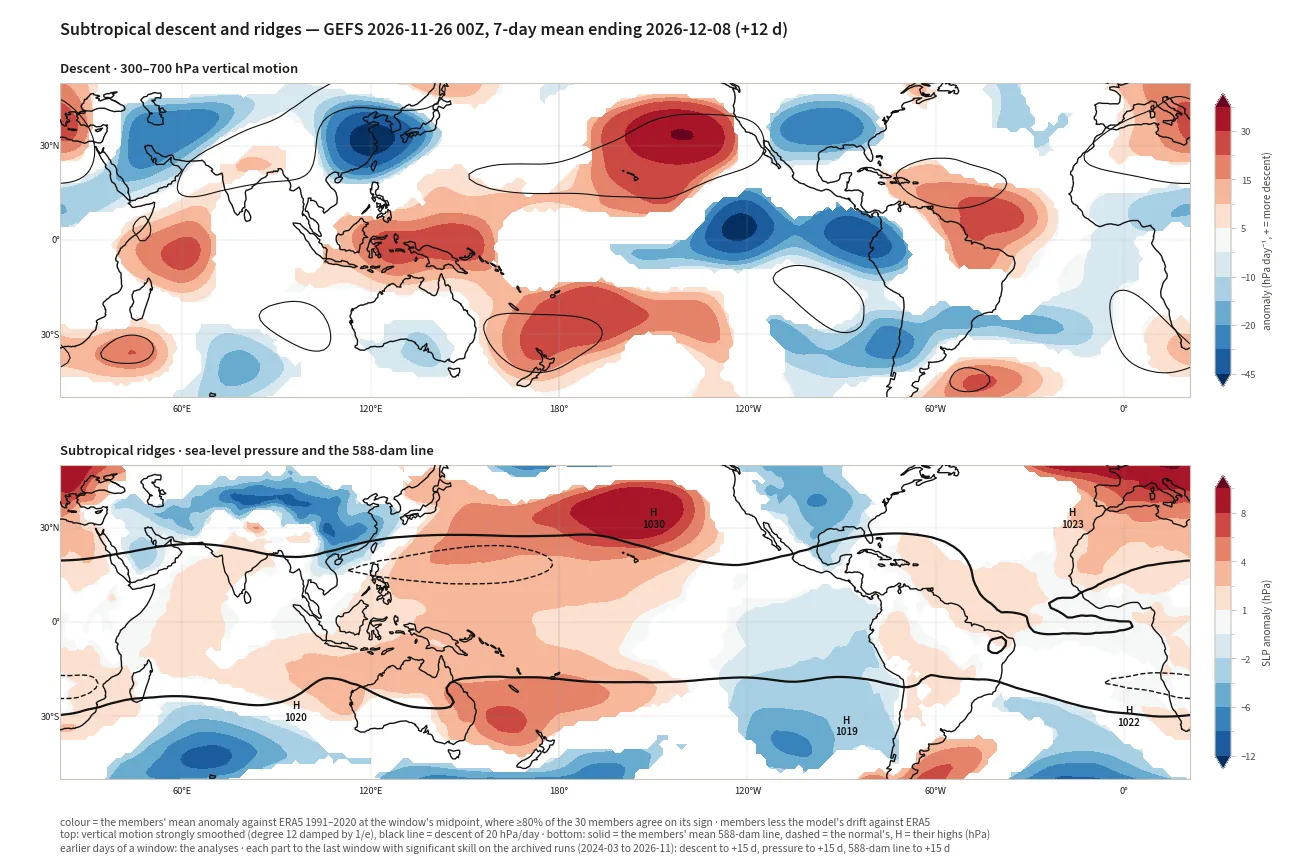 Subtropical descent and ridges — GEFS 2026-11-26 00Z, 7-day mean ending 2026-12-08 (+12 d)
Descent · 300–700 hPa vertical motion
30°N
0°
30°S
60°E
120°E
180°
120°W
60°W
0°
30
15
5
−10
−20
−45
anomaly (hPa day⁻¹, + = more descent)
Subtropical ridges · sea-level pressure and the 588-dam line
30°N
0°
30°S
H
1030
H
1023
H
1020
H
1019
H
1022
60°E
120°E
180°
120°W
60°W
0°
8
4
1
−2
−6
−12
SLP anomaly (hPa)
colour = the members' mean anomaly against ERA5 1991–2020 at the window's midpoint, where ≥80% of the 30 members agree on its sign · members less the model's drift against ERA5
top: vertical motion strongly smoothed (degree 12 damped by 1/e), black line = descent of 20 hPa/day · bottom: solid = the members' mean 588-dam line, dashed = the normal's, H = their highs (hPa)
earlier days of a window: the analyses · each part to the last window with significant skill on the archived runs (2024-03 to 2026-11): descent to +15 d, pressure to +15 d, 588-dam line to +15 d